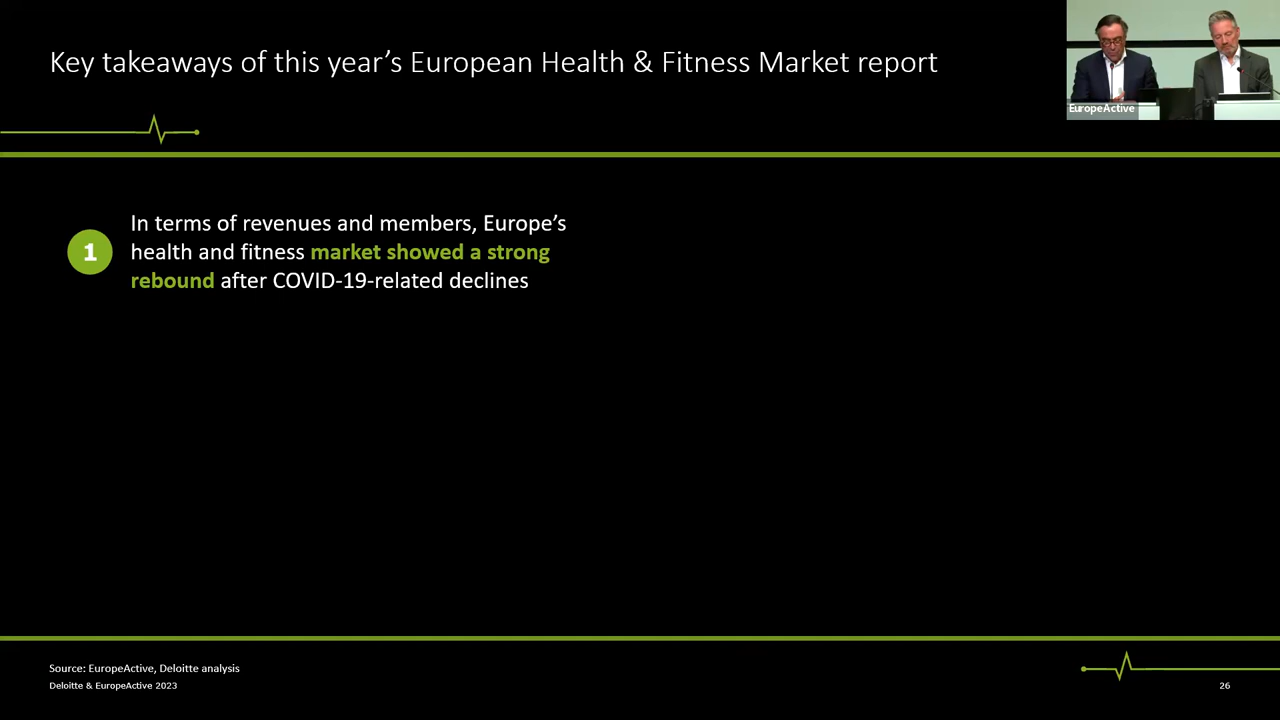 Key takeaways of this year's European Health & Fitness Market report
EuropeActive
1
In terms of revenues and members, Europe's
health and fitness market showed a strong
rebound after COVID-19-related declines
Source: EuropeActive, Deloitte analysis
Deloitte & EuropeActive 2023
26